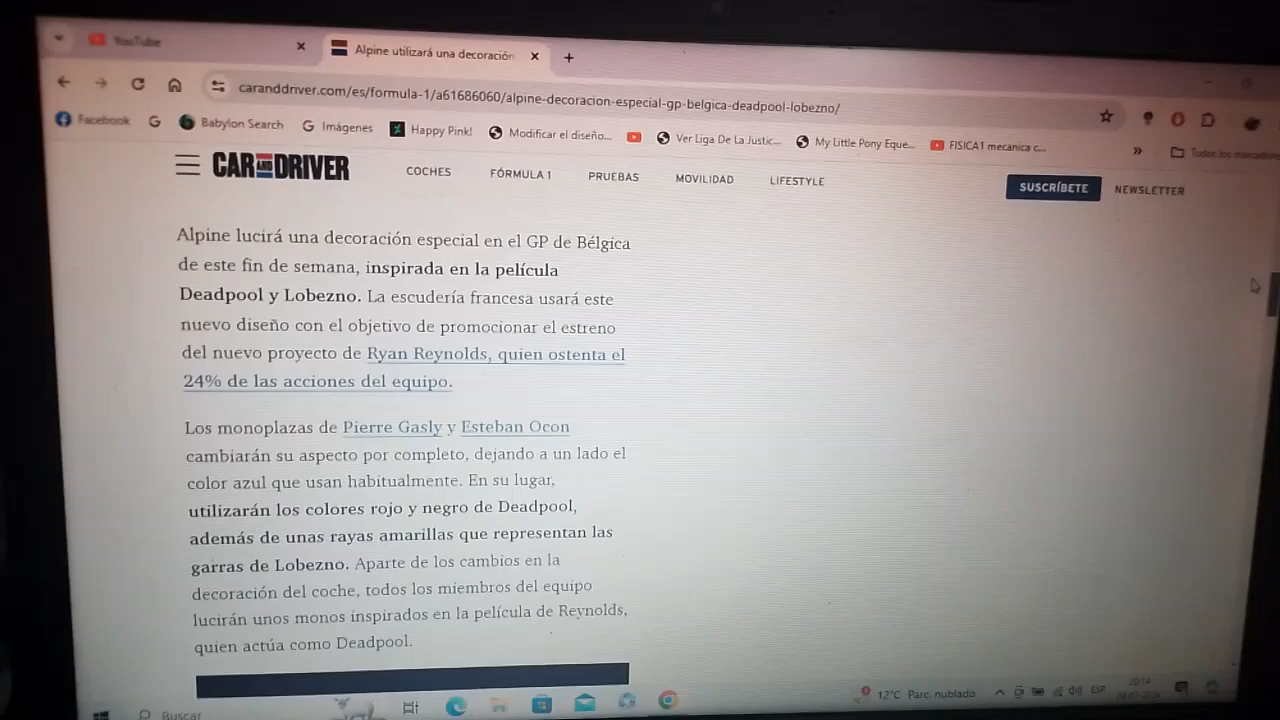 YouTube
Alpine utilizará una decoración
caranddriver.com/es/formula-1/a61686060/alpine-decoracion-especial-gp-belgica-deadpool-lobezno/
Facebook
Babylon Search
Imágenes
Happy Pink!
Modificar el diseño...
Ver Liga De La Justic...
My Little Pony Eque...
FISICA1 mecanica c...
»
Todos los
CAR AND DRIVER
COCHES
FÓRMULA 1
PRUEBAS
MOVILIDAD
LIFESTYLE
SUSCRÍBETE
NEWSLETTER
Alpine lucirá una decoración especial en el GP de Bélgica
de este fin de semana, inspirada en la película
Deadpool y Lobezno. La escudería francesa usará este
nuevo diseño con el objetivo de promocionar el estreno
del nuevo proyecto de Ryan Reynolds, quien ostenta el
24% de las acciones del equipo.
Los monoplazas de Pierre Gasly y Esteban Ocon
cambiarán su aspecto por completo, dejando a un lado el
color azul que usan habitualmente. En su lugar,
utilizarán los colores rojo y negro de Deadpool,
además de unas rayas amarillas que representan las
garras de Lobezno. Aparte de los cambios en la
decoración del coche, todos los miembros del equipo
lucirán unos monos inspirados en la película de Reynolds,
quien actúa como Deadpool.
Buscar
12°C Parc. nublado
ESP